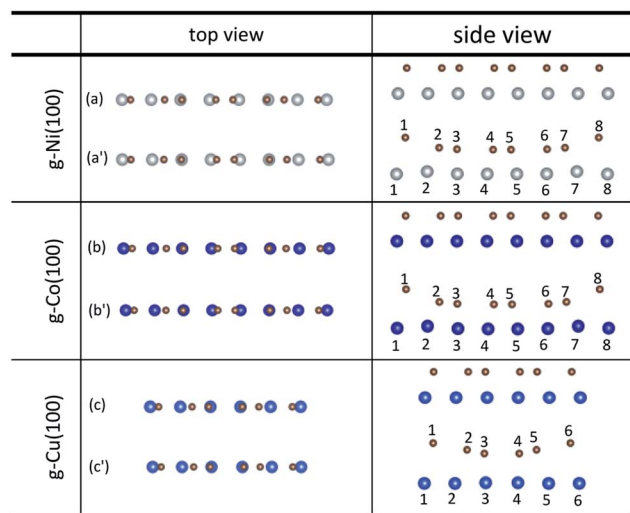 top view side view
g-Ni(100)
(a)
(a')
1 2 3 4 5 6 7 8
1 2 3 4 5 6 7 8
g-Co(100)
(b)
(b')
1 2 3 4 5 6 7 8
1 2 3 4 5 6 7 8
g-Cu(100)
(c)
(c')
1 2 3 4 5 6
1 2 3 4 5 6